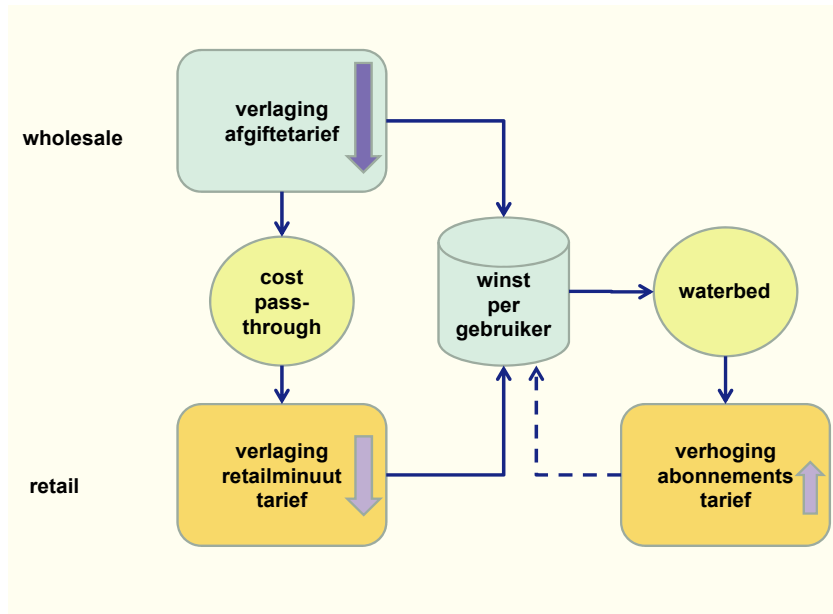 wholesale
verlaging
afgiftetarief
cost
pass-
through
winst
per
gebruiker
waterbed
retail
verlaging
retailminuut
tarief
verhoging
abonnements
tarief